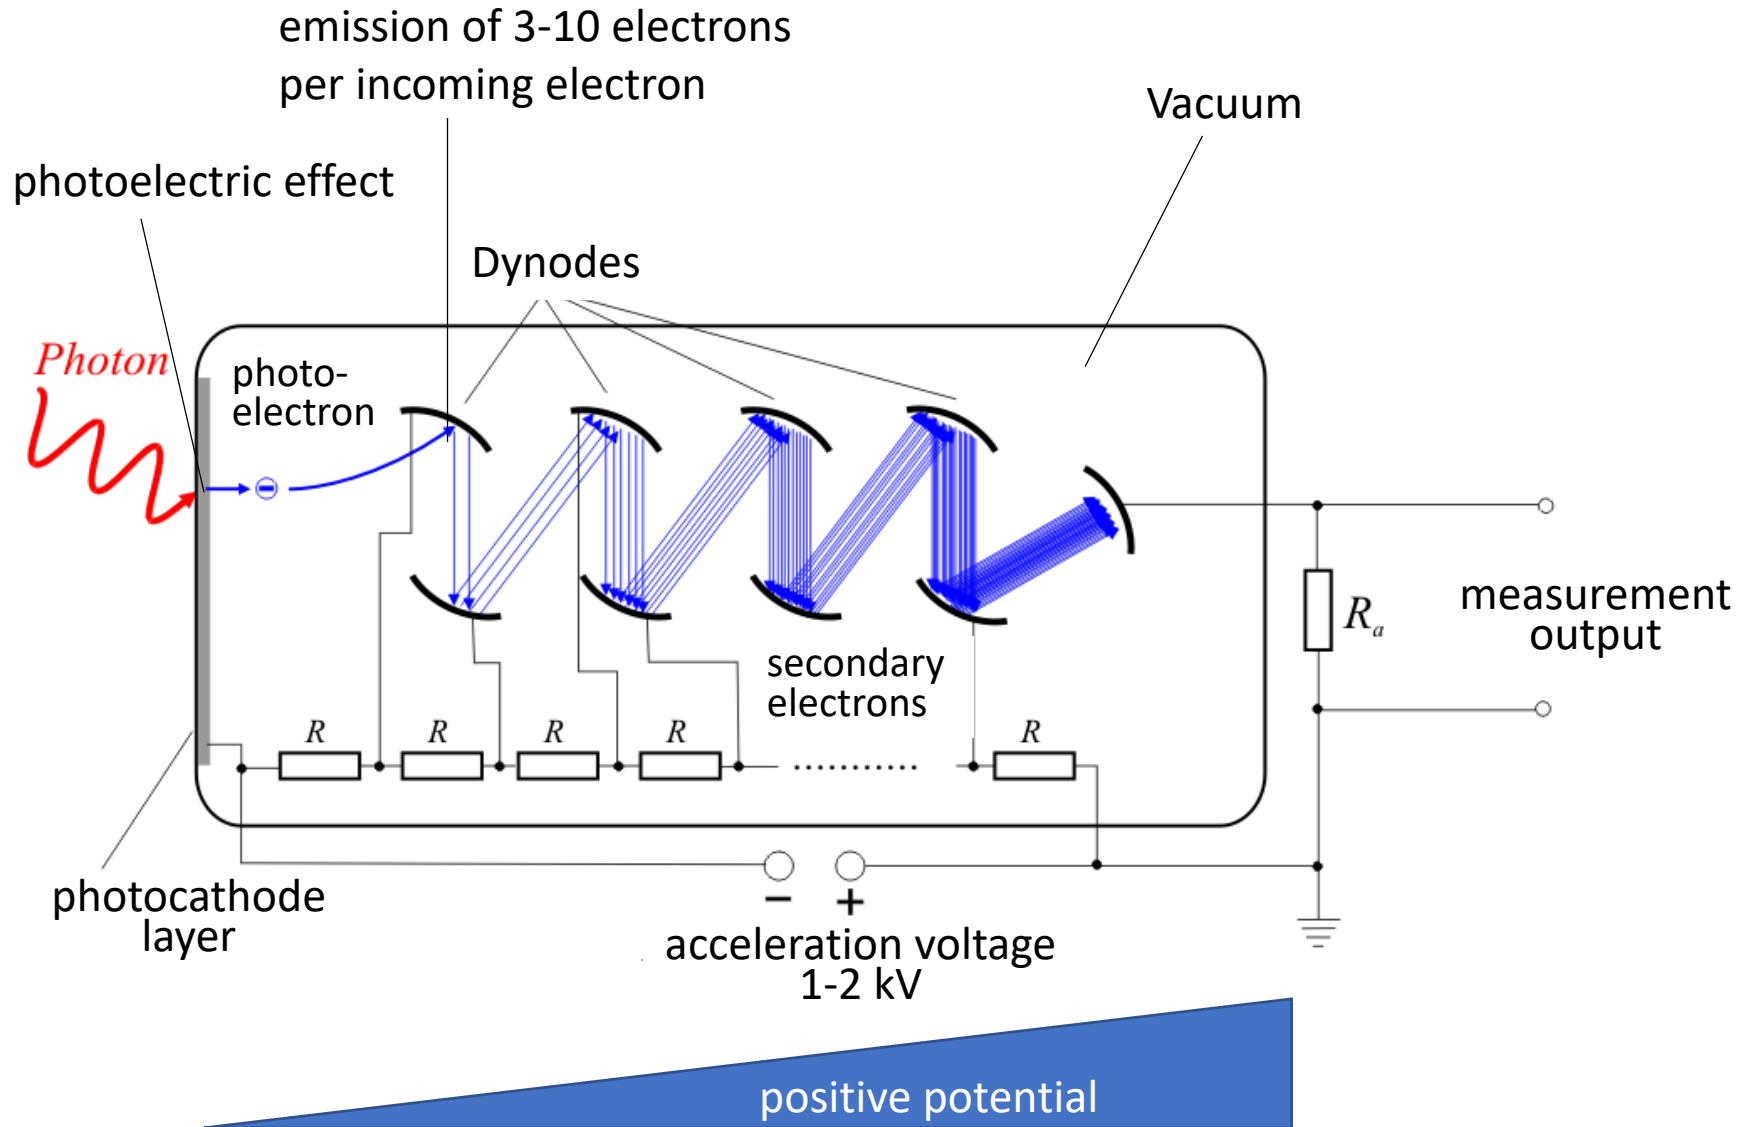 emission of 3-10 electrons
per incoming electron
Vacuum
photoelectric effect
Dynodes
Photon
photo-
electron
measurement
output
Rₐ
secondary
electrons
R
R
R
R
R
photocathode
layer
− +
acceleration voltage
1-2 kV
positive potential